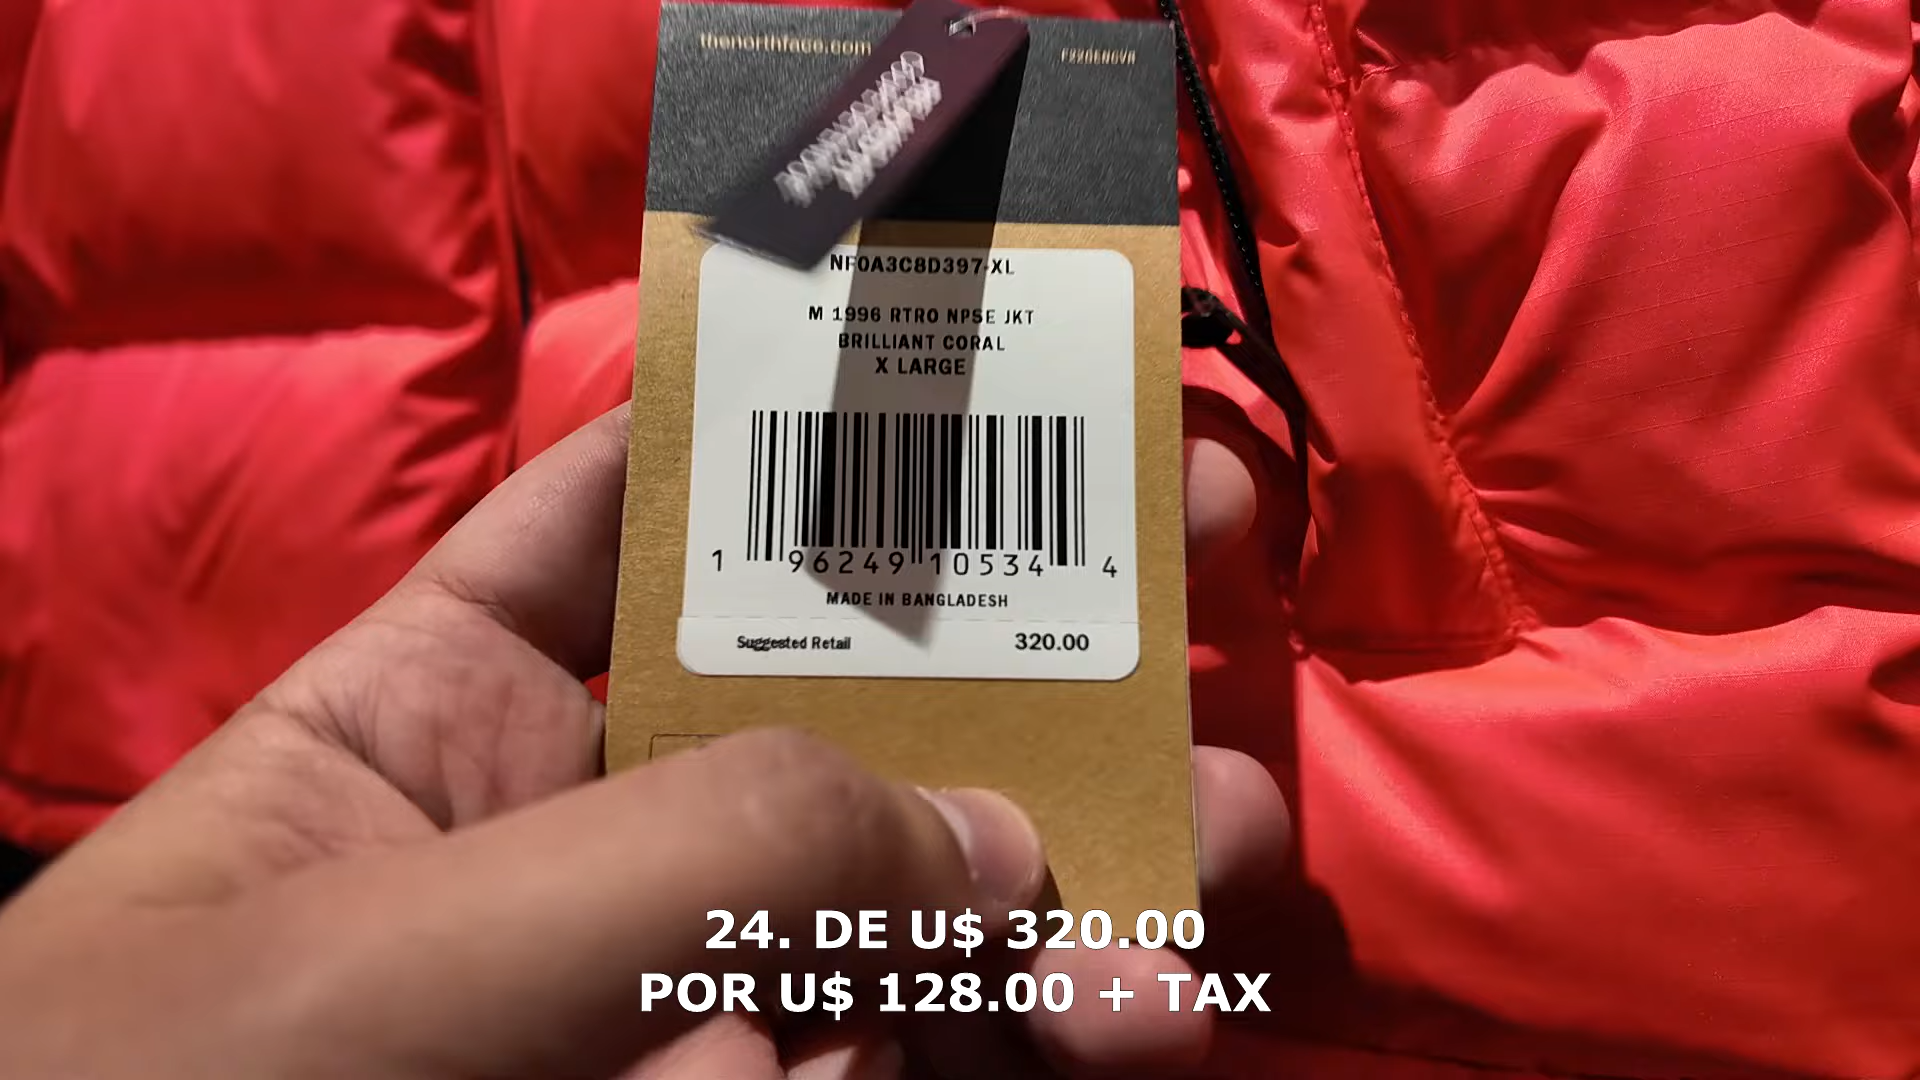 thenorthface.com
NF0A3C8D397-XL
M 1996 RTRO NPSE JKT
BRILLIANT CORAL
X LARGE
1 96249 10534 4
MADE IN BANGLADESH
Suggested Retail 320.00
24. DE U$ 320.00
POR U$ 128.00 + TAX